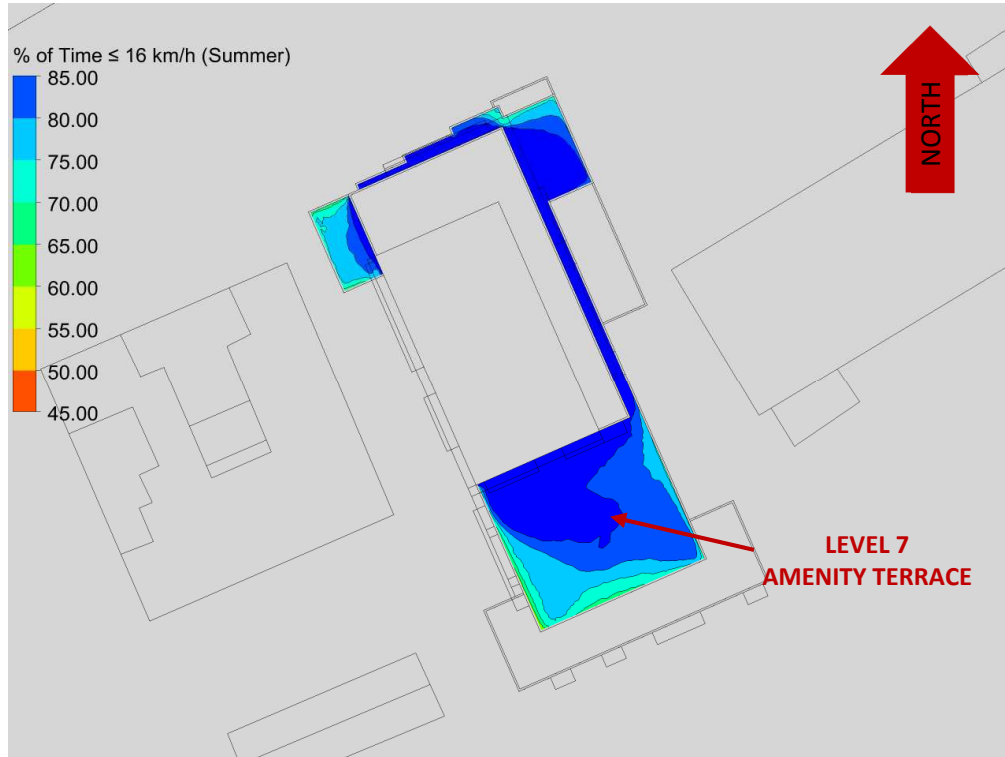 % of Time ≤ 16 km/h (Summer)
85.00
80.00
75.00
70.00
65.00
60.00
55.00
50.00
45.00
NORTH
LEVEL 7
AMENITY TERRACE